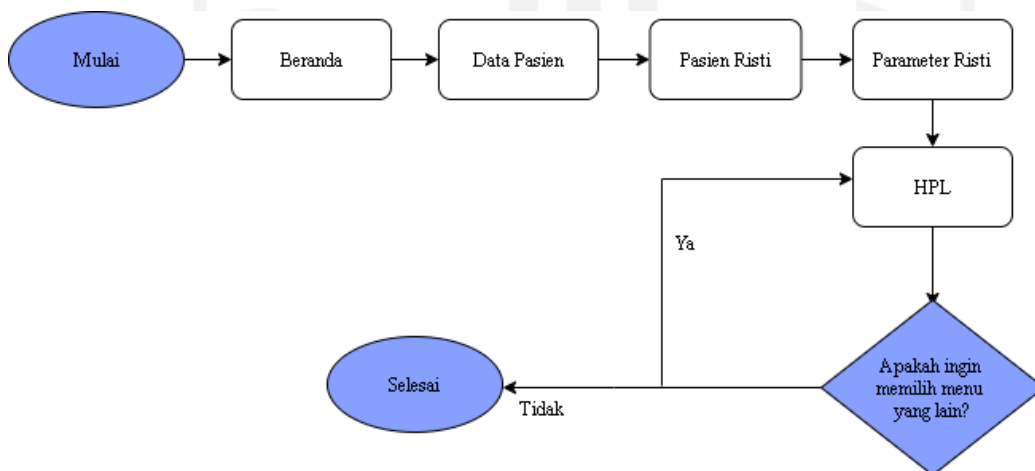 Mulai
Beranda
Data Pasien
Pasien Risti
Parameter Risti
HPL
Ya
Apakah ingin
memilih menu
yang lain?
Selesai
Tidak